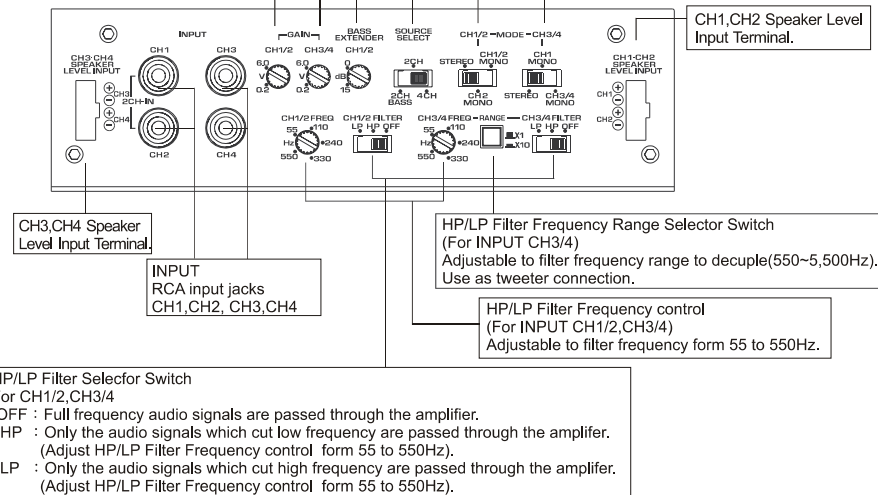 INPUT
GAIN
BASS
EXTENDER
SOURCE
SELECT
CH1/2 MODE CH3/4
CH1,CH2 Speaker Level
Input Terminal.
CH3·CH4
SPEAKER
LEVEL INPUT
CH1
CH3
CH1/2
CH3/4
CH1/2
2CH
STEREO
CH1/2
MONO
CH1
MONO
CH1-CH2
SPEAKER
LEVEL INPUT
6.0
V
0.2
6.0
V
0.2
0
dB
15
2CH
BASS
4CH
CH2
MONO
STEREO
CH3/4
MONO
CH3
2CH-IN
CH4
CH1
CH2
CH2
CH4
CH1/2 FREQ
55
110
Hz
240
550
330
CH1/2 FILTER
LP HP OFF
CH3/4 FREQ
55
110
Hz
240
550
330
RANGE
X1
X10
CH3/4 FILTER
LP HP OFF
CH3,CH4 Speaker
Level Input Terminal.
INPUT
RCA input jacks
CH1,CH2, CH3,CH4
HP/LP Filter Frequency Range Selector Switch
(For INPUT CH3/4)
Adjustable to filter frequency range to decuple(550~5,500Hz).
Use as tweeter connection.
HP/LP Filter Frequency control
(For INPUT CH1/2,CH3/4)
Adjustable to filter frequency form 55 to 550Hz.
HP/LP Filter Selecfor Switch
For CH1/2,CH3/4
OFF : Full frequency audio signals are passed through the amplifier.
HP : Only the audio signals which cut low frequency are passed through the amplifer.
(Adjust HP/LP Filter Frequency control form 55 to 550Hz).
LP : Only the audio signals which cut high frequency are passed through the amplifer.
(Adjust HP/LP Filter Frequency control form 55 to 550Hz).